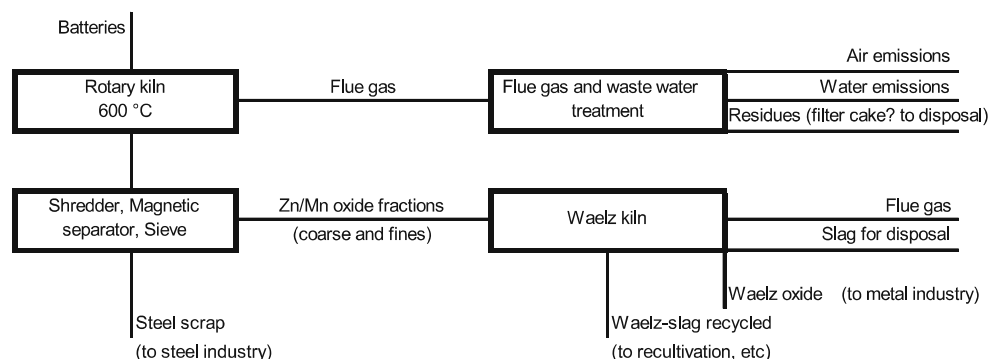 Batteries
Rotary kiln
600 °C
Flue gas
Flue gas and waste water
treatment
Air emissions
Water emissions
Residues (filter cake? to disposal)
Shredder, Magnetic
separator, Sieve
Zn/Mn oxide fractions
(coarse and fines)
Waelz kiln
Flue gas
Slag for disposal
Waelz oxide (to metal industry)
Steel scrap
(to steel industry)
Waelz-slag recycled
(to recultivation, etc)